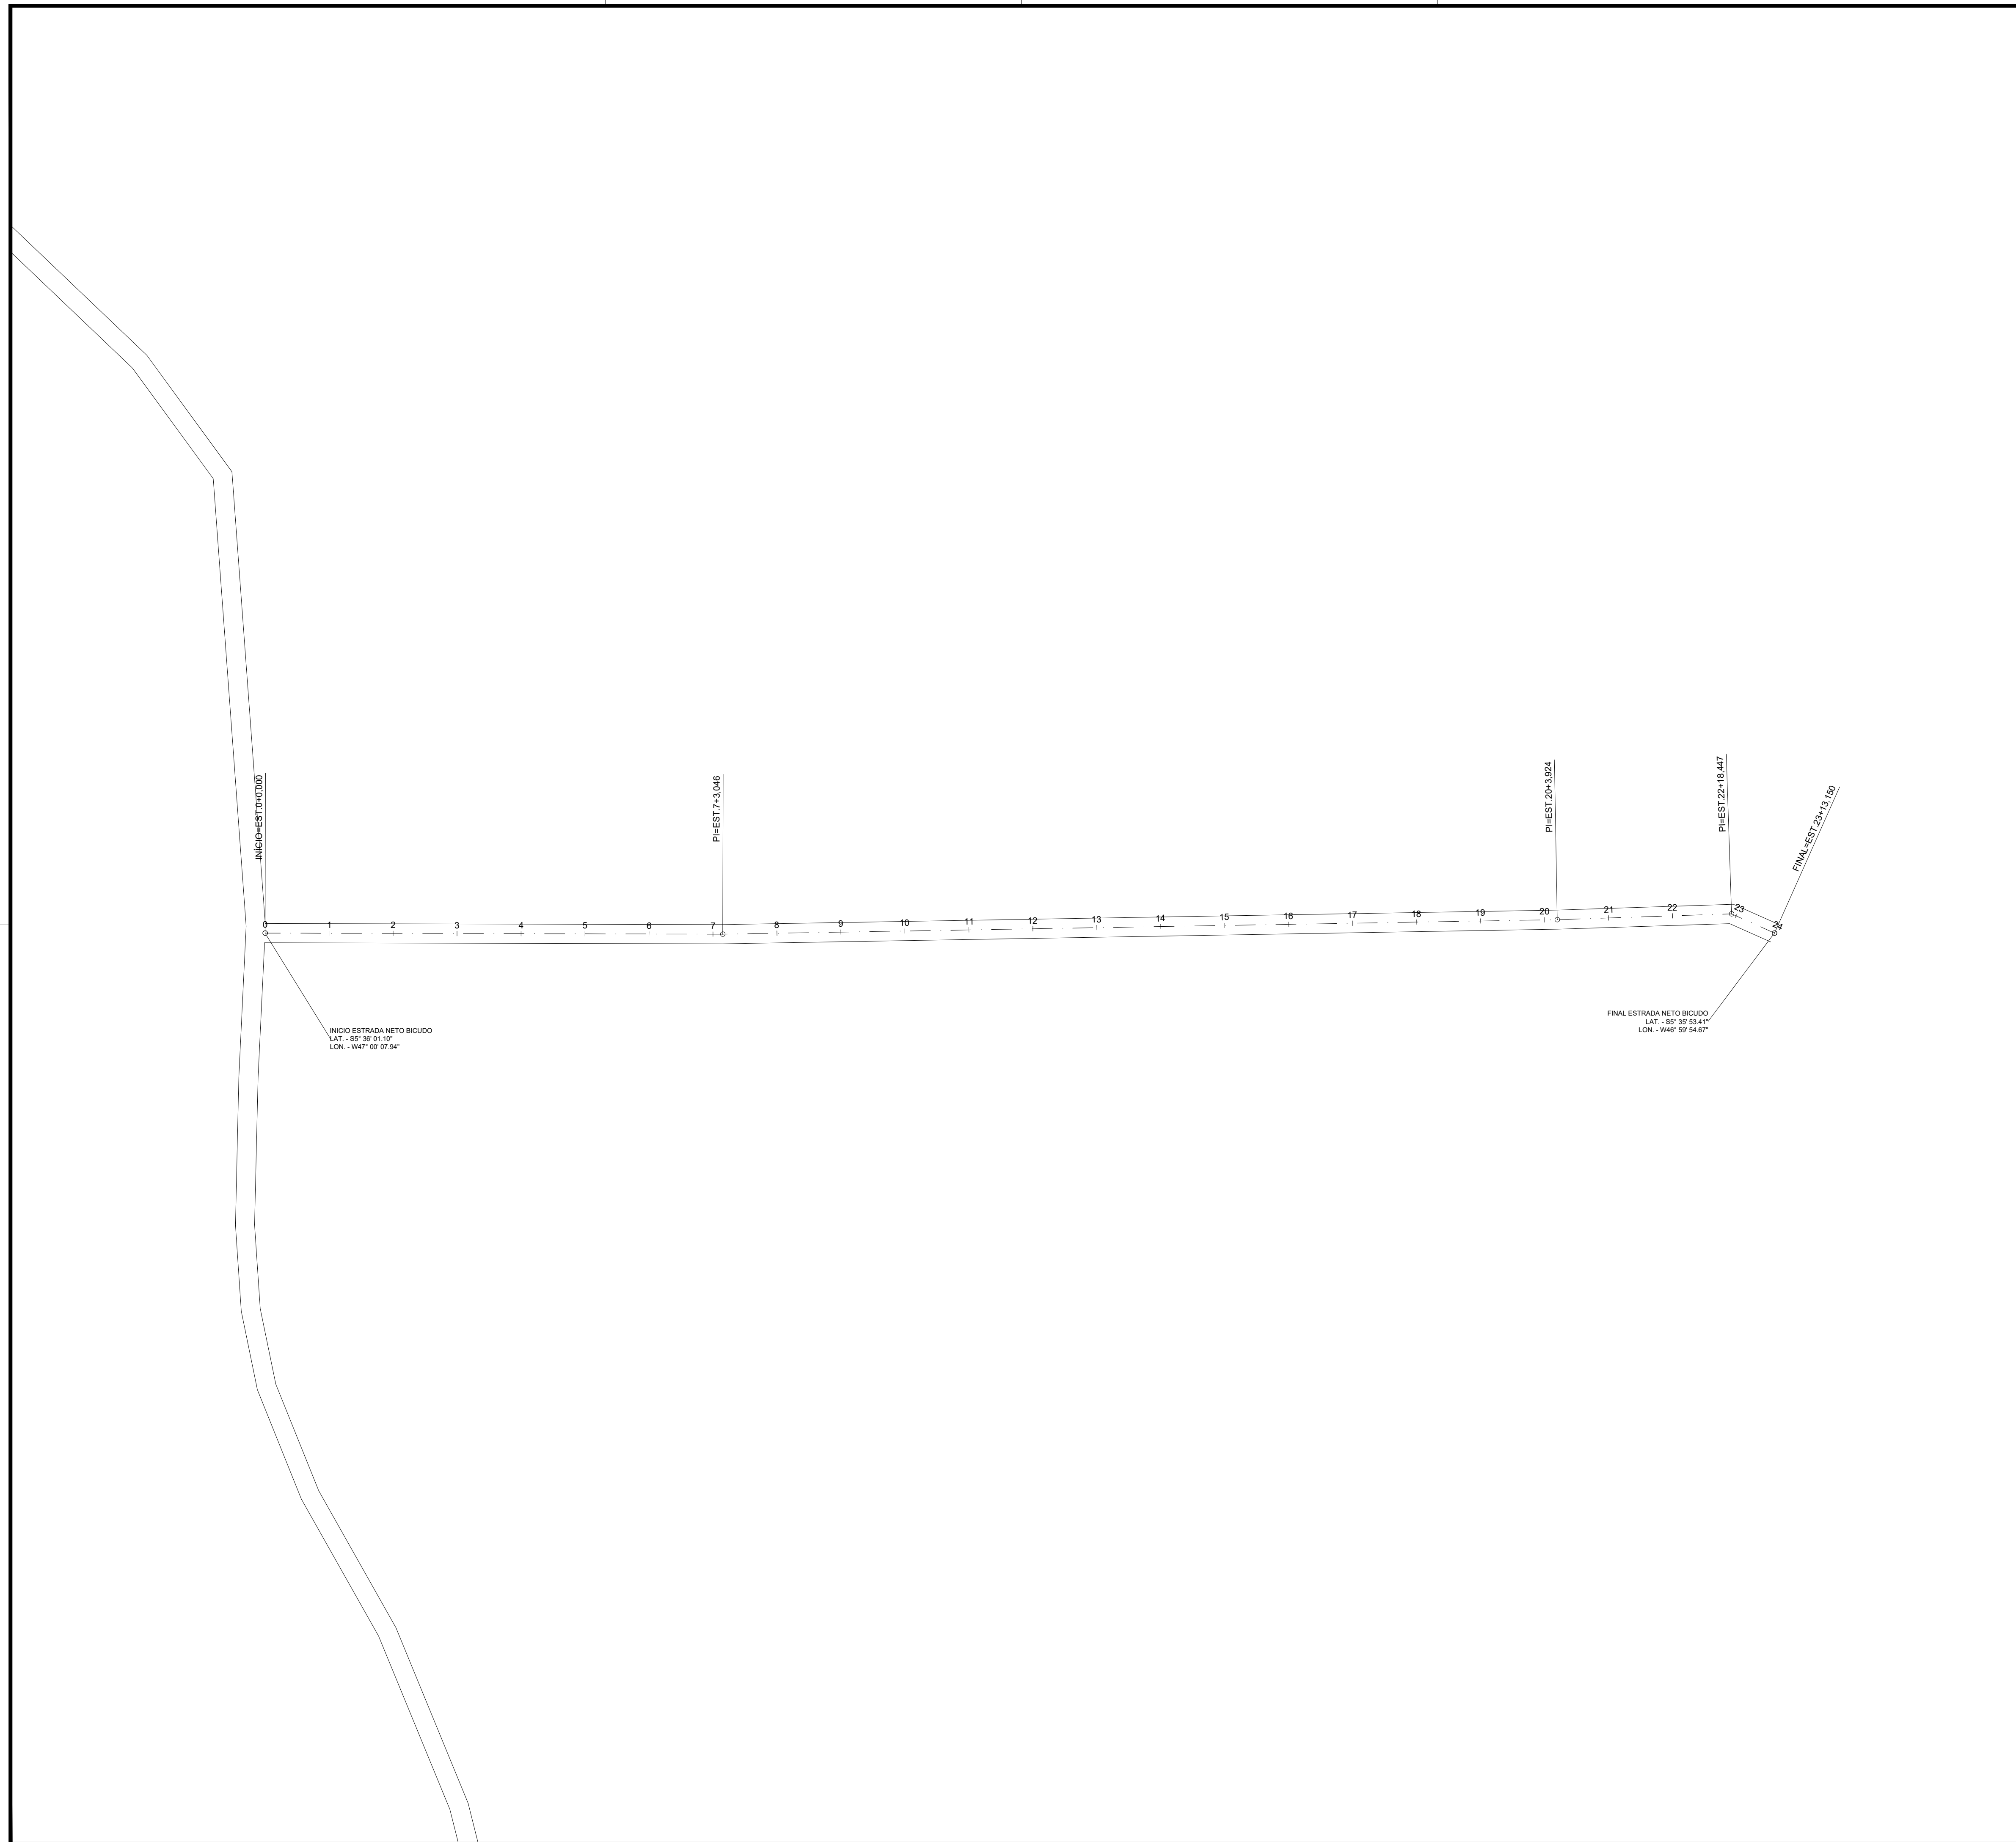 INÍCIO=EST.0+0,000
PI=EST.7+3,046
PI=EST.20+3,924
PI=EST.22+18,447
FINAL=EST.23+13,150
0 1 2 3 4 5 6 7 8 9 10 11 12 13 14 15 16 17 18 19 20 21 22 23 24
INICIO ESTRADA NETO BICUDO
LAT. - S5° 36' 01.10"
LON. - W47° 00' 07.94"
FINAL ESTRADA NETO BICUDO
LAT. - S5° 35' 53.41"
LON. - W46° 59' 54.67"